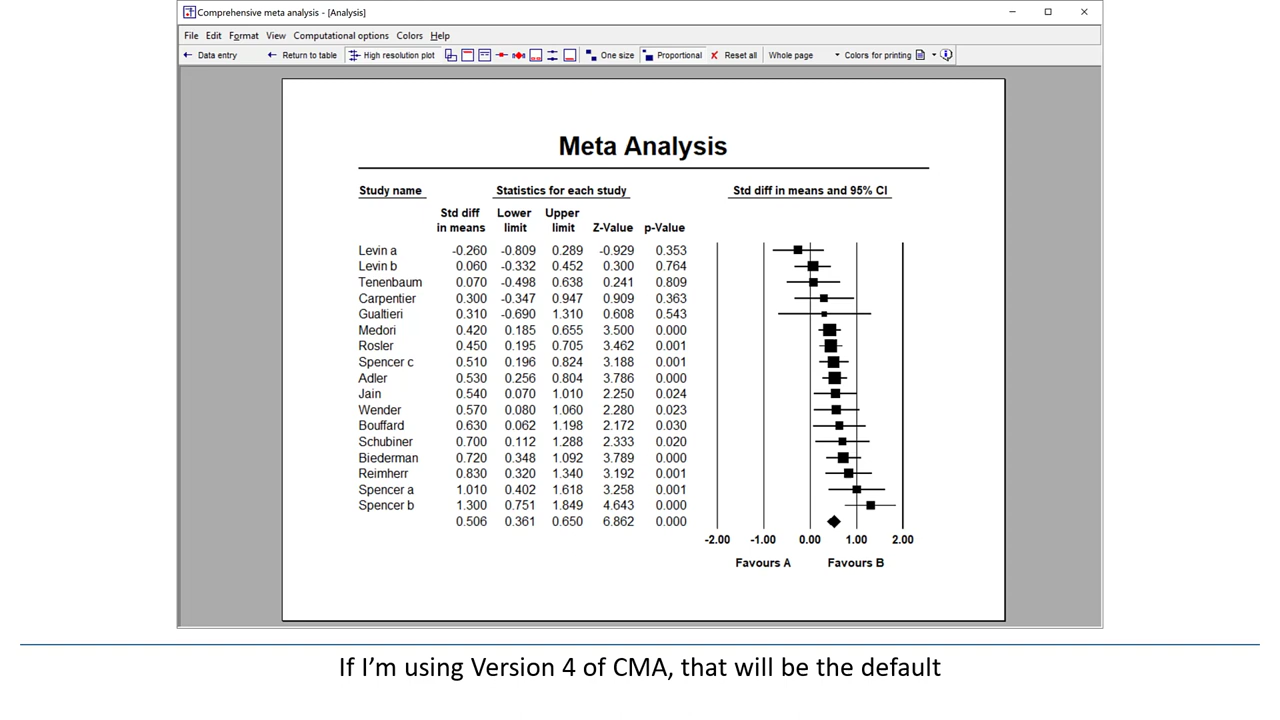 Comprehensive meta analysis - [Analysis]
File Edit Format View Computational options Colors Help
Data entry Return to table High resolution plot One size Proportional Reset all Whole page Colors for printing
Meta Analysis
Study name Statistics for each study Std diff in means and 95% CI
Std diff Lower Upper
in means limit limit Z-Value p-Value
Levin a -0.260 -0.809 0.289 -0.929 0.353
Levin b 0.060 -0.332 0.452 0.300 0.764
Tenenbaum 0.070 -0.498 0.638 0.241 0.809
Carpentier 0.300 -0.347 0.947 0.909 0.363
Gualtieri 0.310 -0.690 1.310 0.608 0.543
Medori 0.420 0.185 0.655 3.500 0.000
Rosler 0.450 0.195 0.705 3.462 0.001
Spencer c 0.510 0.196 0.824 3.188 0.001
Adler 0.530 0.256 0.804 3.786 0.000
Jain 0.540 0.070 1.010 2.250 0.024
Wender 0.570 0.080 1.060 2.280 0.023
Bouffard 0.630 0.062 1.198 2.172 0.030
Schubiner 0.700 0.112 1.288 2.333 0.020
Biederman 0.720 0.348 1.092 3.789 0.000
Reimherr 0.830 0.320 1.340 3.192 0.001
Spencer a 1.010 0.402 1.618 3.258 0.001
Spencer b 1.300 0.751 1.849 4.643 0.000
0.506 0.361 0.650 6.862 0.000
-2.00 -1.00 0.00 1.00 2.00
Favours A Favours B
If I’m using Version 4 of CMA, that will be the default